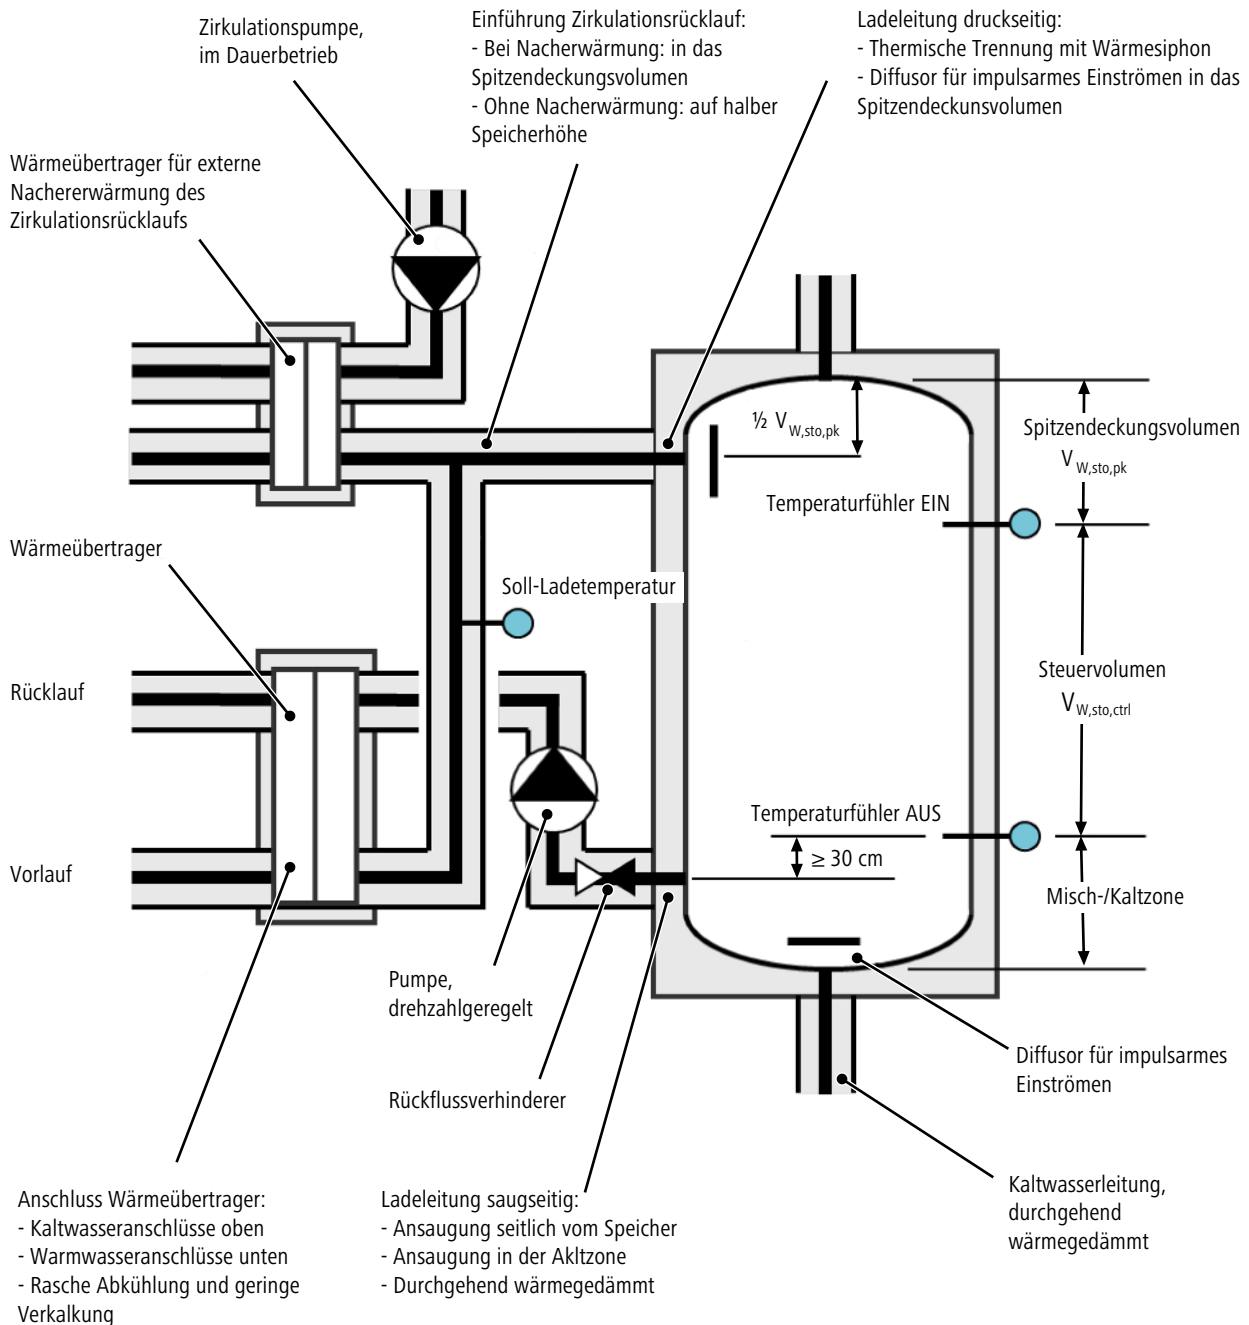 Zirkulationspumpe,
im Dauerbetrieb
Einführung Zirkulationsrücklauf:
- Bei Nacherwärmung: in das
Spitzendeckungsvolumen
- Ohne Nacherwärmung: auf halber
Speicherhöhe
Ladeleitung druckseitig:
- Thermische Trennung mit Wärmesiphon
- Diffusor für impulsarmes Einströmen in das
Spitzendeckunsvolumen
Wärmeübertrager für externe
Nachererwärmung des
Zirkulationsrücklaufs
½ V W,sto,pk
Spitzendeckungsvolumen
V W,sto,pk
Temperaturfühler EIN
Wärmeübertrager
Soll-Ladetemperatur
Rücklauf
Steuervolumen
V W,sto,ctrl
Temperaturfühler AUS
≥ 30 cm
Vorlauf
Misch-/Kaltzone
Pumpe,
drehzahlgeregelt
Diffusor für impulsarmes
Einströmen
Rückflussverhinderer
Kaltwasserleitung,
durchgehend
wärmegedämmt
Anschluss Wärmeübertrager:
- Kaltwasseranschlüsse oben
- Warmwasseranschlüsse unten
- Rasche Abkühlung und geringe
Verkalkung
Ladeleitung saugseitig:
- Ansaugung seitlich vom Speicher
- Ansaugung in der Akltzone
- Durchgehend wärmegedämmt